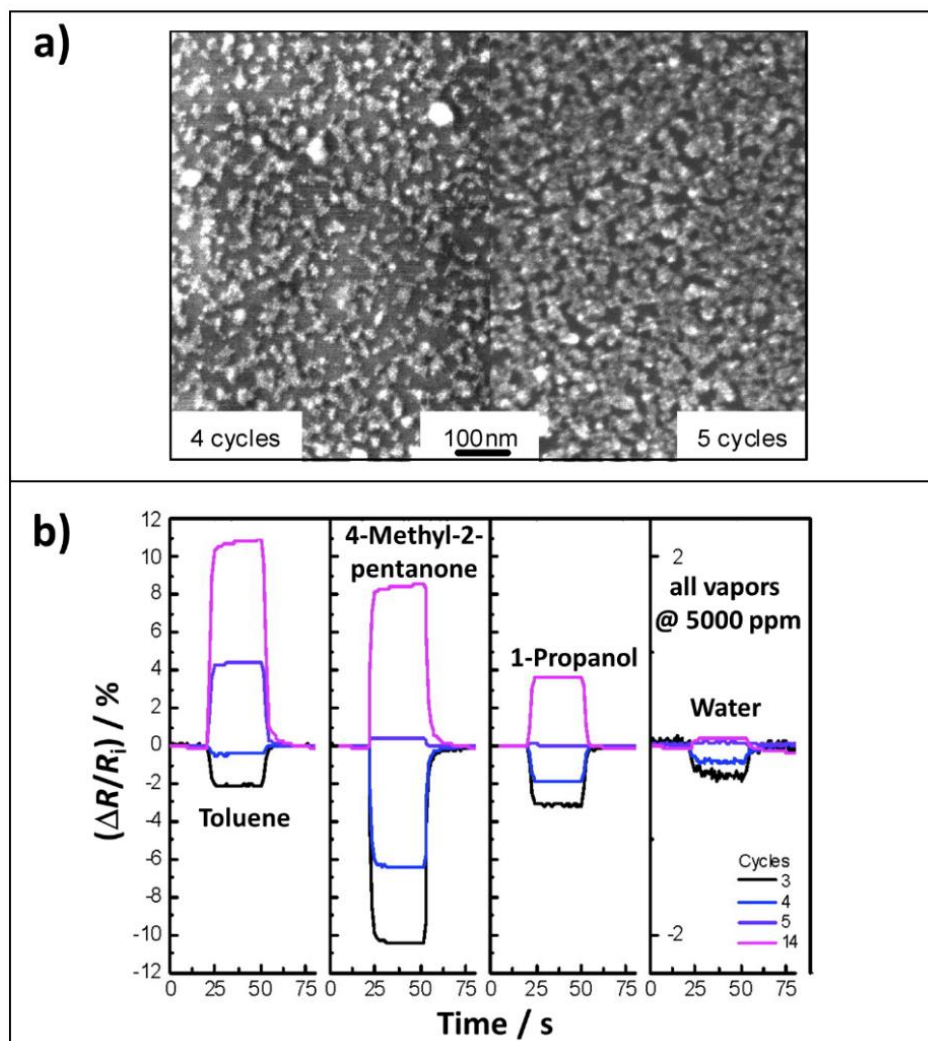 a)
4 cycles
100nm
5 cycles
b)
(ΔR/Ri) / %
12
10
8
6
4
2
0
-2
-4
-6
-8
-10
-12
Toluene
4-Methyl-2-
pentanone
1-Propanol
2
all vapors
@ 5000 ppm
Water
Cycles
3
4
5
14
-2
0 25 50 75 0 25 50 75 0 25 50 75 0 25 50 75
Time / s